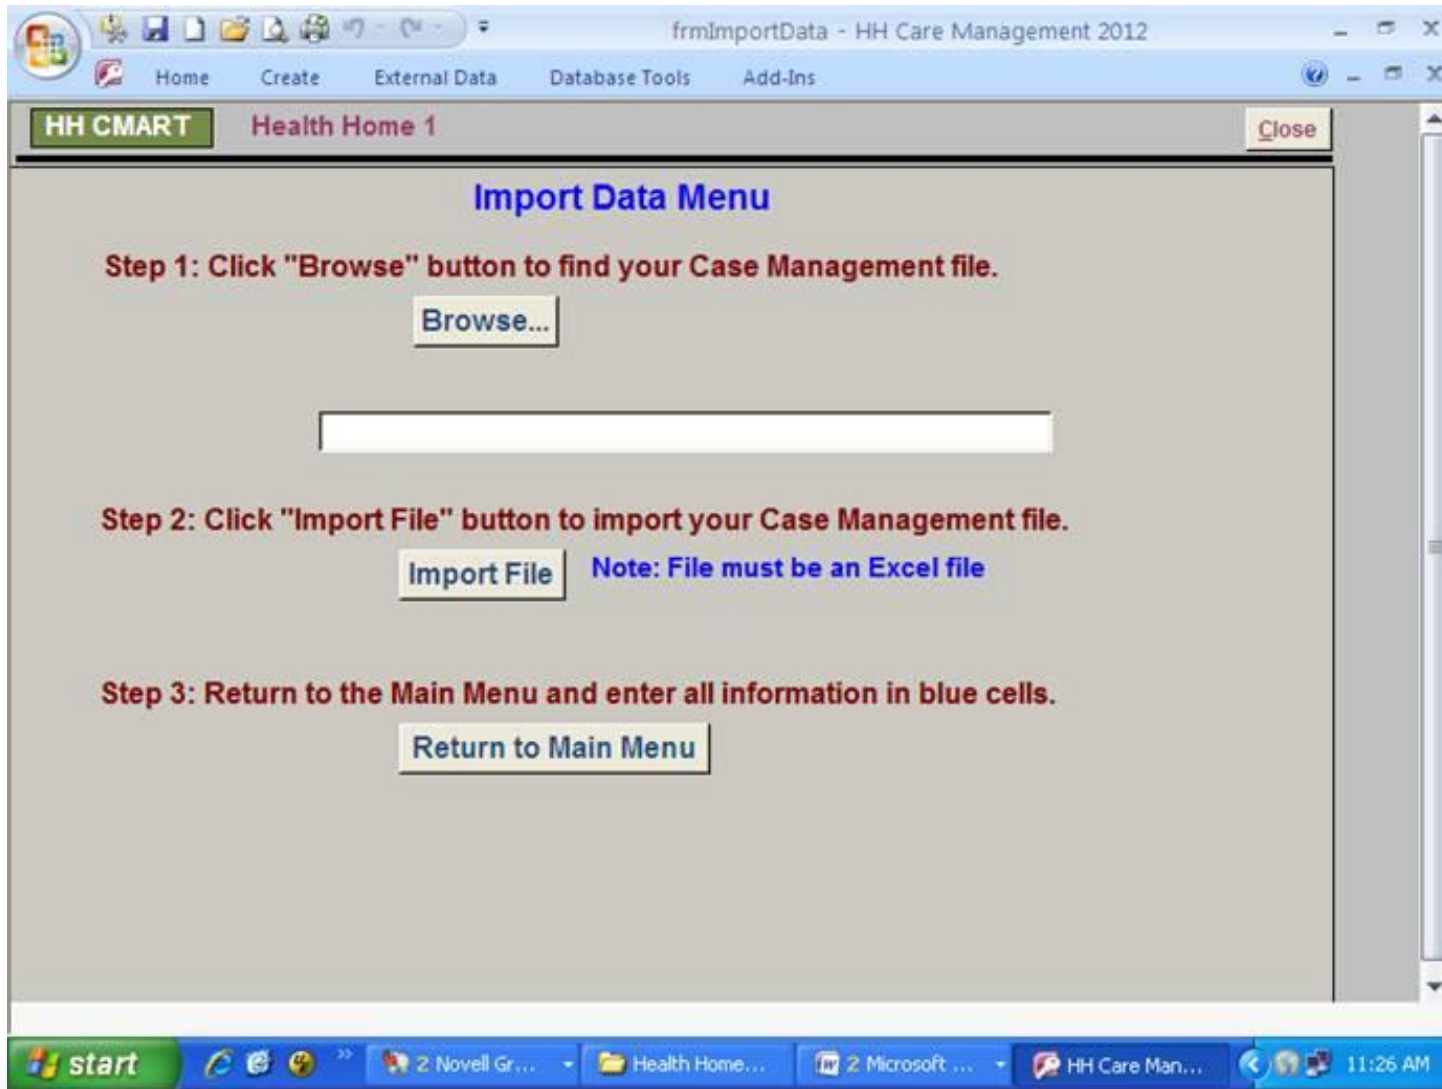 frmImportData - HH Care Management 2012
Home Create External Data Database Tools Add-Ins
HH CMART Health Home 1 Close
Import Data Menu
Step 1: Click "Browse" button to find your Case Management file.
Browse...
Step 2: Click "Import File" button to import your Case Management file.
Import File Note: File must be an Excel file
Step 3: Return to the Main Menu and enter all information in blue cells.
Return to Main Menu
start 2 Novell Gr... Health Home... 2 Microsoft ... HH Care Man... 11:26 AM